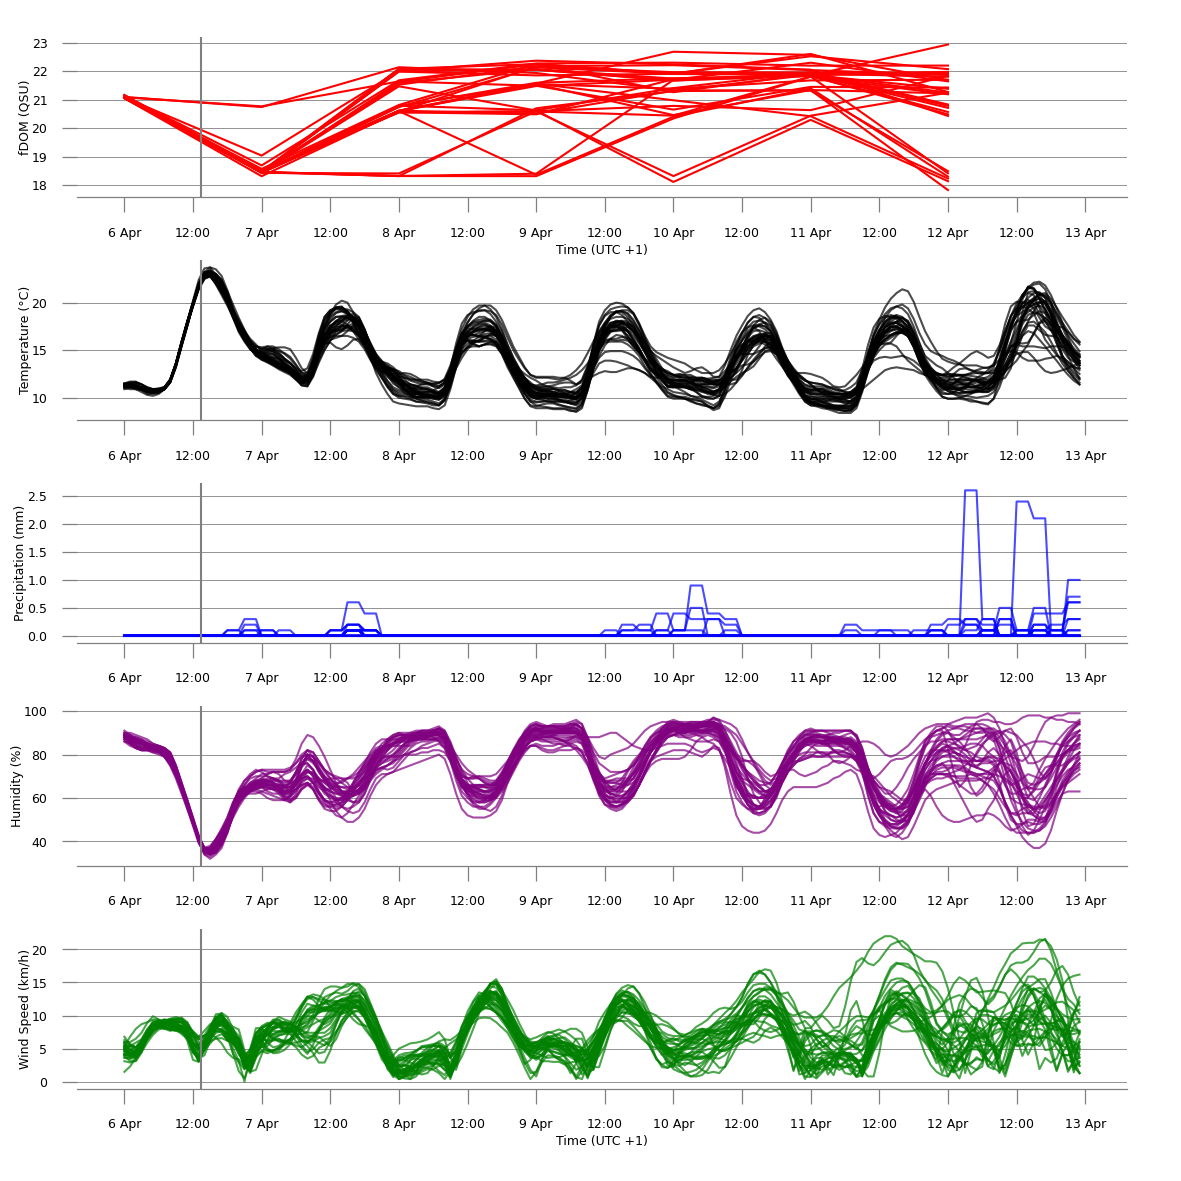 fDOM (QSU)
23
22
21
20
19
18
6 Apr 12:00 7 Apr 12:00 8 Apr 12:00 9 Apr 12:00 10 Apr 12:00 11 Apr 12:00 12 Apr 12:00 13 Apr
Time (UTC +1)
Temperature (°C)
20
15
10
6 Apr 12:00 7 Apr 12:00 8 Apr 12:00 9 Apr 12:00 10 Apr 12:00 11 Apr 12:00 12 Apr 12:00 13 Apr
Precipitation (mm)
2.5
2.0
1.5
1.0
0.5
0.0
6 Apr 12:00 7 Apr 12:00 8 Apr 12:00 9 Apr 12:00 10 Apr 12:00 11 Apr 12:00 12 Apr 12:00 13 Apr
Humidity (%)
100
80
60
40
6 Apr 12:00 7 Apr 12:00 8 Apr 12:00 9 Apr 12:00 10 Apr 12:00 11 Apr 12:00 12 Apr 12:00 13 Apr
Wind Speed (km/h)
20
15
10
5
0
6 Apr 12:00 7 Apr 12:00 8 Apr 12:00 9 Apr 12:00 10 Apr 12:00 11 Apr 12:00 12 Apr 12:00 13 Apr
Time (UTC +1)